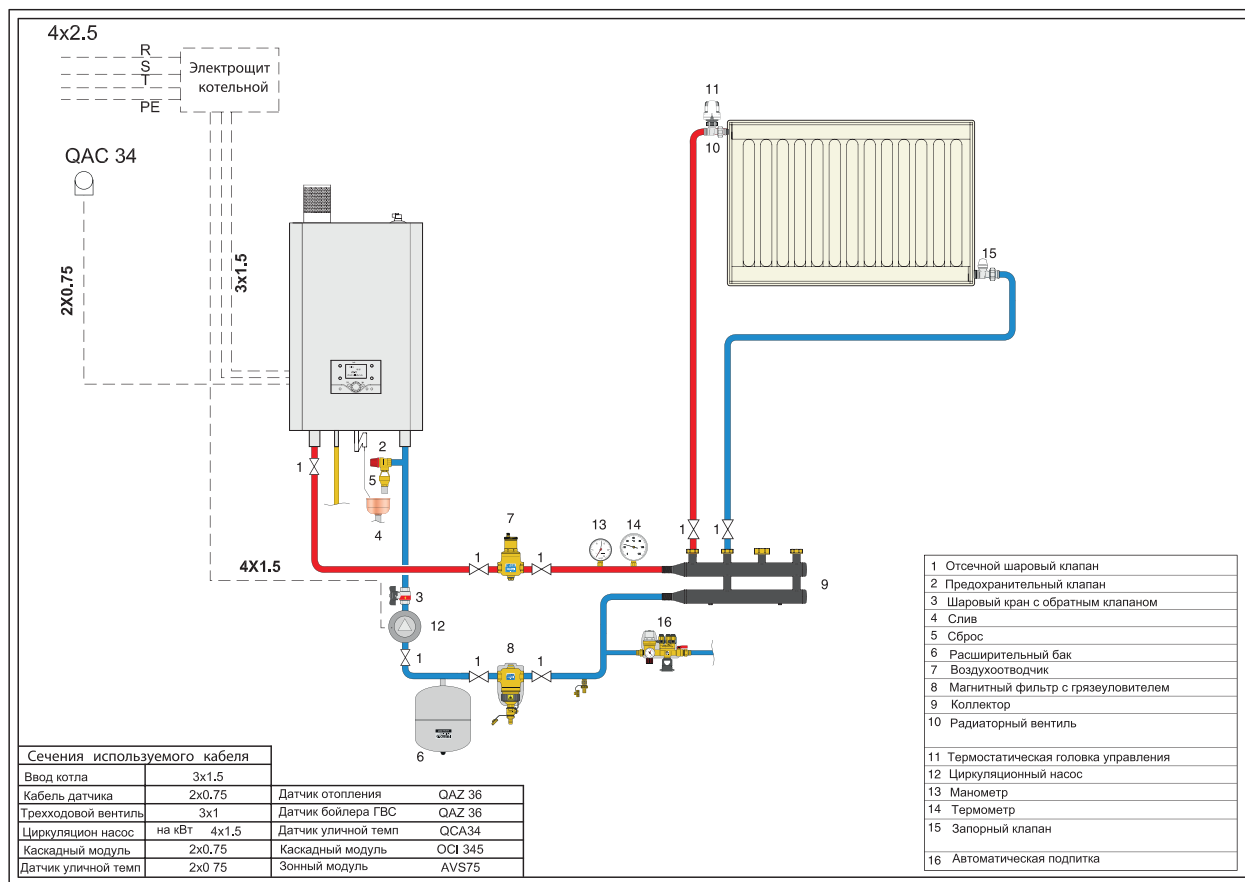 4x2.5
R
S
T
PE
Электрощит
котельной
QAC 34
2X0.75
3x1.5
4X1.5
11
10
15
1
2
5
4
7
1
1
13
14
1
1
9
3
12
1
1
8
1
16
6
Сечения используемого кабеля
Ввод котла 3x1.5
Кабель датчика 2x0.75 Датчик отопления QAZ 36
Трехходовой вентиль 3x1 Датчик бойлера ГВС QAZ 36
Циркуляцион насос на кВт 4x1.5 Датчик уличной темп QCA34
Каскадный модуль 2x0.75 Каскадный модуль OCI 345
Датчик уличной темп 2x0 75 Зонный модуль AVS75
1 Отсечной шаровый клапан
2 Предохранительный клапан
3 Шаровый кран с обратным клапаном
4 Слив
5 Сброс
6 Расширительный бак
7 Воздухоотводчик
8 Магнитный фильтр с грязеуловителем
9 Коллектор
10 Радиаторный вентиль
11 Термостатическая головка управления
12 Циркуляционный насос
13 Манометр
14 Термометр
15 Запорный клапан
16 Автоматическая подпитка